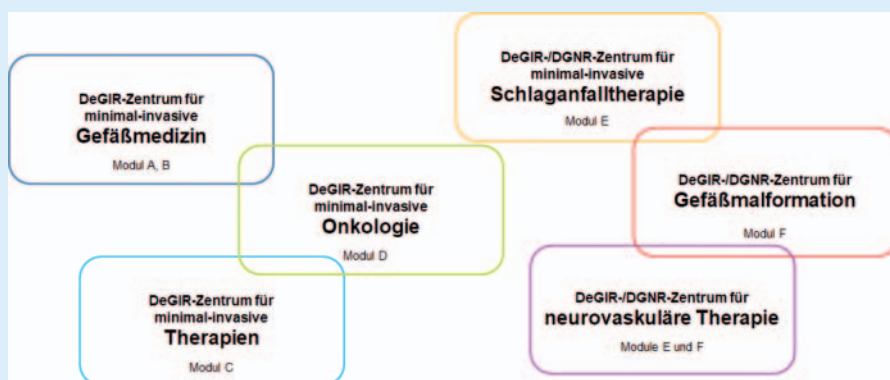 DeGIR-Zentrum für
minimal-invasive
Gefäßmedizin
Modul A, B
DeGIR-Zentrum für
minimal-invasive
Onkologie
Modul D
DeGIR-Zentrum für
minimal-invasive
Therapien
Modul C
DeGIR-/DGNR-Zentrum für
minimal-invasive
Schlaganfalltherapie
Modul E
DeGIR-/DGNR-Zentrum für
Gefäßmalformation
Modul F
DeGIR-/DGNR-Zentrum für
neurovaskuläre Therapie
Module E und F